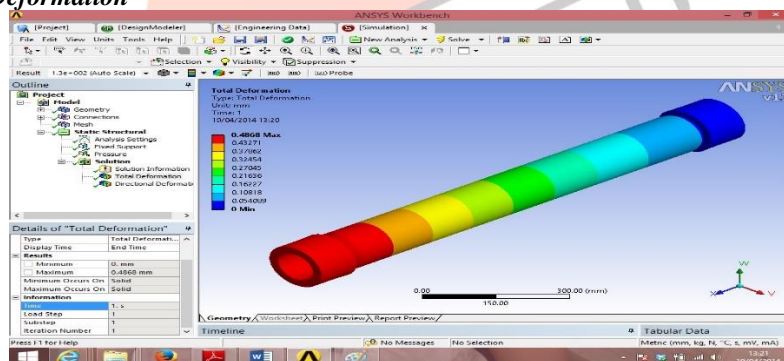 Deformation
ANSYS Workbench
[Project] [DesignModeler] [Engineering Data] [Simulation]
File Edit View Units Tools Help New Analysis Solve
Selection Visibility Suppression
Result 1.3e+002 (Auto Scale) Probe
Outline
Project
Model
Geometry
Connections
Mesh
Static Structural
Analysis Settings
Fixed Support
Pressure
Solution
Solution Information
Total Deformation
Directional Deformati
Total Deformation
Type: Total Deformation
Unit: mm
Time: 1
10/04/2014 13:20
0.4868 Max
0.43271
0.37862
0.32454
0.27045
0.21636
0.16227
0.10818
0.054089
0 Min
ANSYS
0.00 300.00 (mm)
150.00
Details of "Total Deformation"
Type Total Deformati...
Display Time End Time
Results
Minimum 0. mm
Maximum 0.4868 mm
Minimum Occurs On Solid
Maximum Occurs On Solid
Information
Time 1. s
Load Step 1
Substep 1
Iteration Number 1
Geometry Worksheet Print Preview Report Preview
Timeline Tabular Data
Press F1 for Help No Messages No Selection Metric (mm, kg, N, °C, s, mV, mA)
13:21